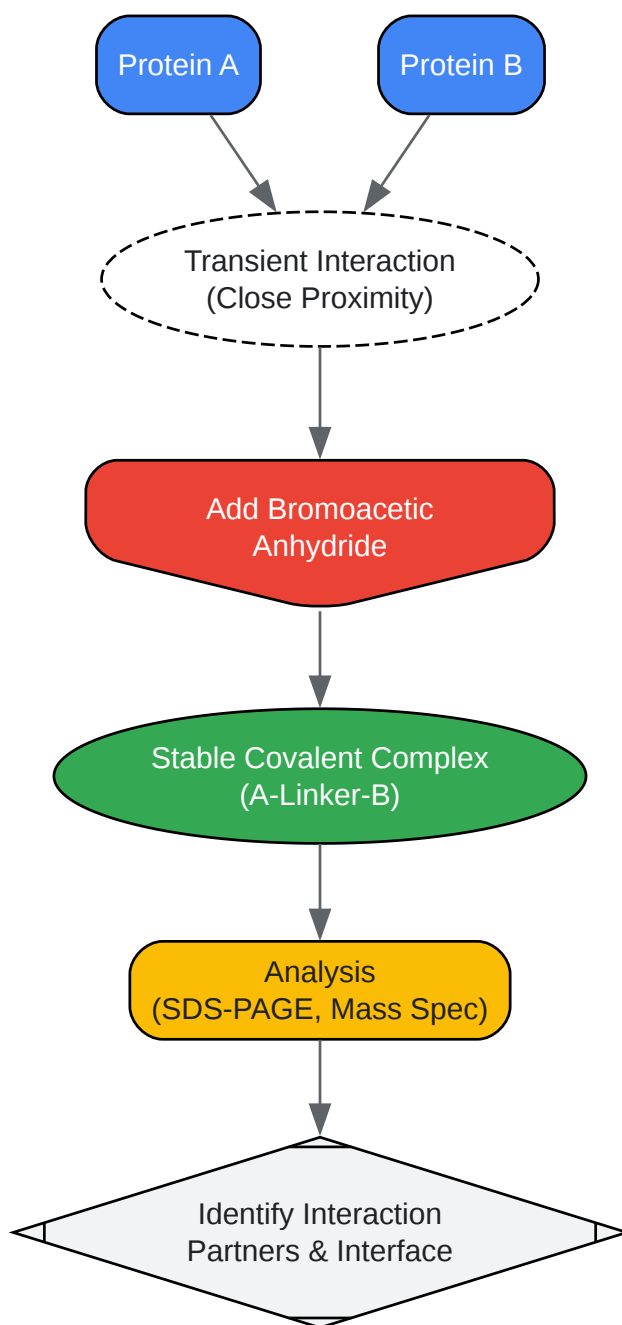 Protein A
Protein B
Transient Interaction
(Close Proximity)
Add Bromoacetic
Anhydride
Stable Covalent Complex
(A-Linker-B)
Analysis
(SDS-PAGE, Mass Spec)
Identify Interaction
Partners & Interface